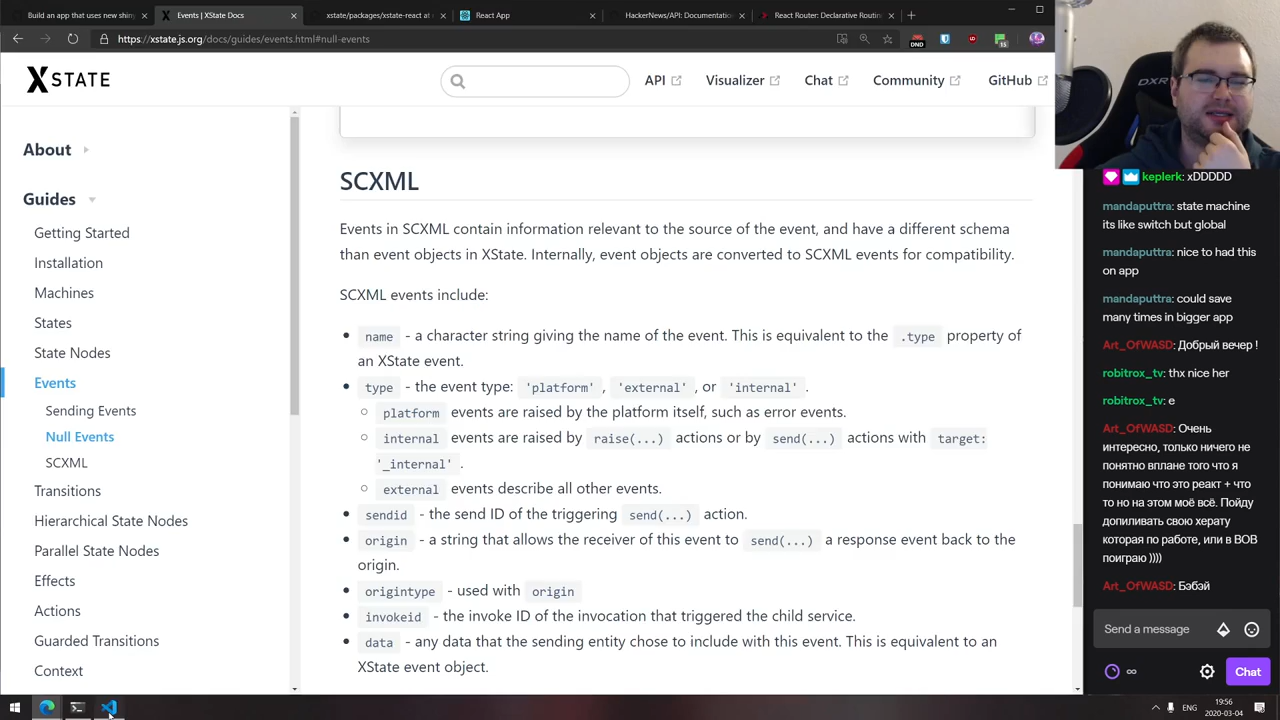 Build an app that uses new shiny
Events | XState Docs
xstate/packages/xstate-react at
React App
HackerNews/API: Documentatio
React Router: Declarative Routin
https://xstate.js.org/docs/guides/events.html#null-events
DND
15
XSTATE
API
Visualizer
Chat
Community
GitHub
About
Guides
Getting Started
Installation
Machines
States
State Nodes
Events
Sending Events
Null Events
SCXML
Transitions
Hierarchical State Nodes
Parallel State Nodes
Effects
Actions
Guarded Transitions
Context
SCXML
Events in SCXML contain information relevant to the source of the event, and have a different schema
than event objects in XState. Internally, event objects are converted to SCXML events for compatibility.
SCXML events include:
name - a character string giving the name of the event. This is equivalent to the .type property of
an XState event.
type - the event type: 'platform', 'external', or 'internal'.
platform events are raised by the platform itself, such as error events.
internal events are raised by raise(...) actions or by send(...) actions with target:
'_internal'.
external events describe all other events.
sendid - the send ID of the triggering send(...) action.
origin - a string that allows the receiver of this event to send(...) a response event back to the
origin.
origintype - used with origin
invokeid - the invoke ID of the invocation that triggered the child service.
data - any data that the sending entity chose to include with this event. This is equivalent to an
XState event object.
DXR
keplerk: xDDDDD
mandaputtra: state machine
its like switch but global
mandaputtra: nice to had this
on app
mandaputtra: could save
many times in bigger app
Art_OfWASD: Добрый вечер !
robitrox_tv: thx nice her
robitrox_tv: e
Art_OfWASD: Очень
интересно, только ничего не
понятно вплане того что я
понимаю что это реакт + что
то но на этом моё всё. Пойду
допиливать свою херату
которая по работе, или в ВОВ
поиграю ))))
Art_OfWASD: Бэбэй
Send a message
∞
Chat
ENG
19:56
2020-03-04